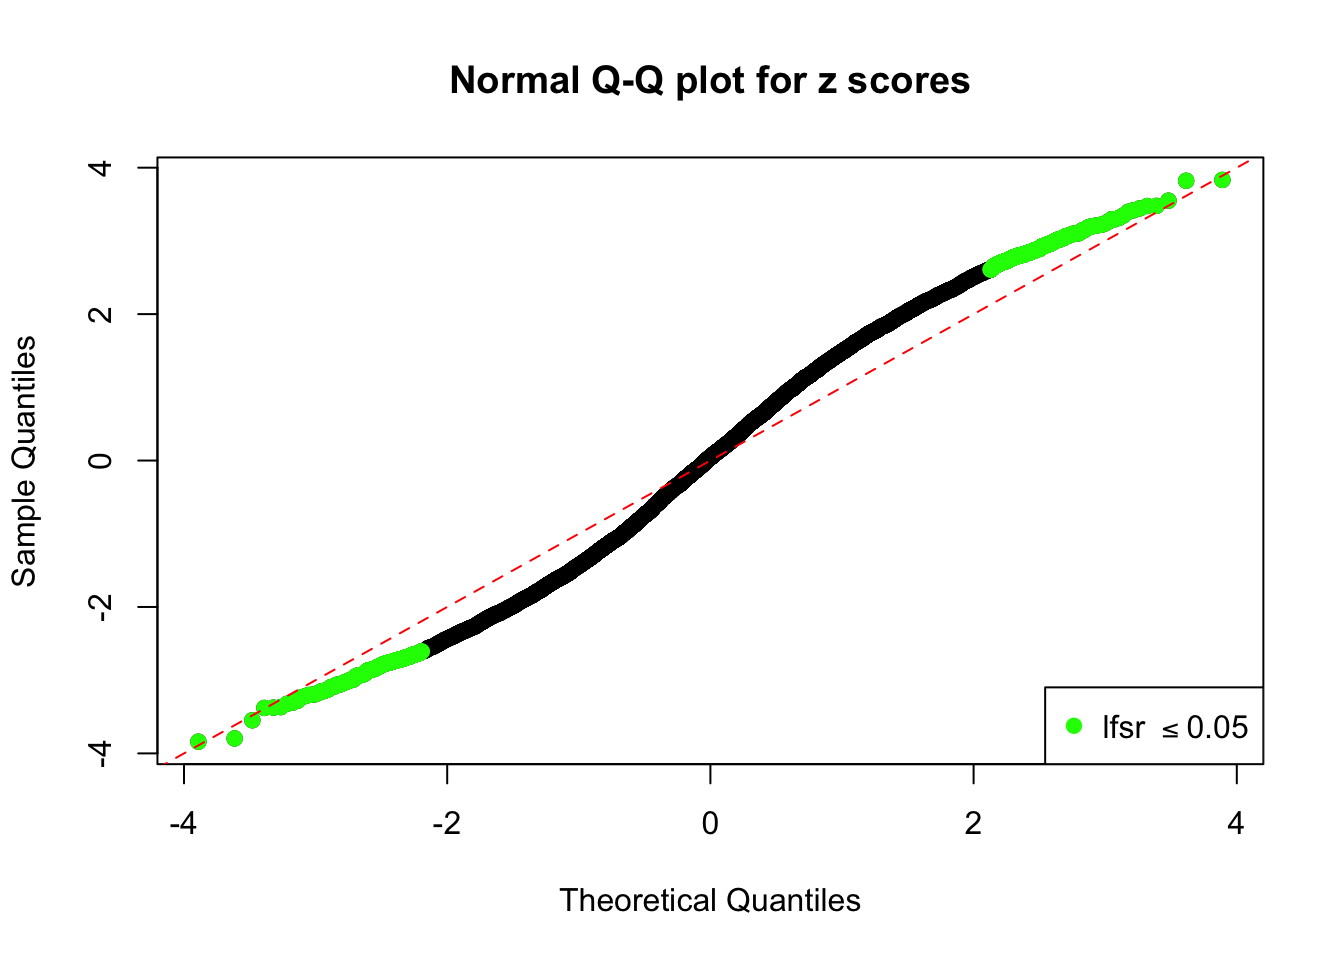 Normal Q-Q plot for z scores
Sample Quantiles
4
2
0
-2
-4
-4 -2 0 2 4
Theoretical Quantiles
lfsr ≤ 0.05